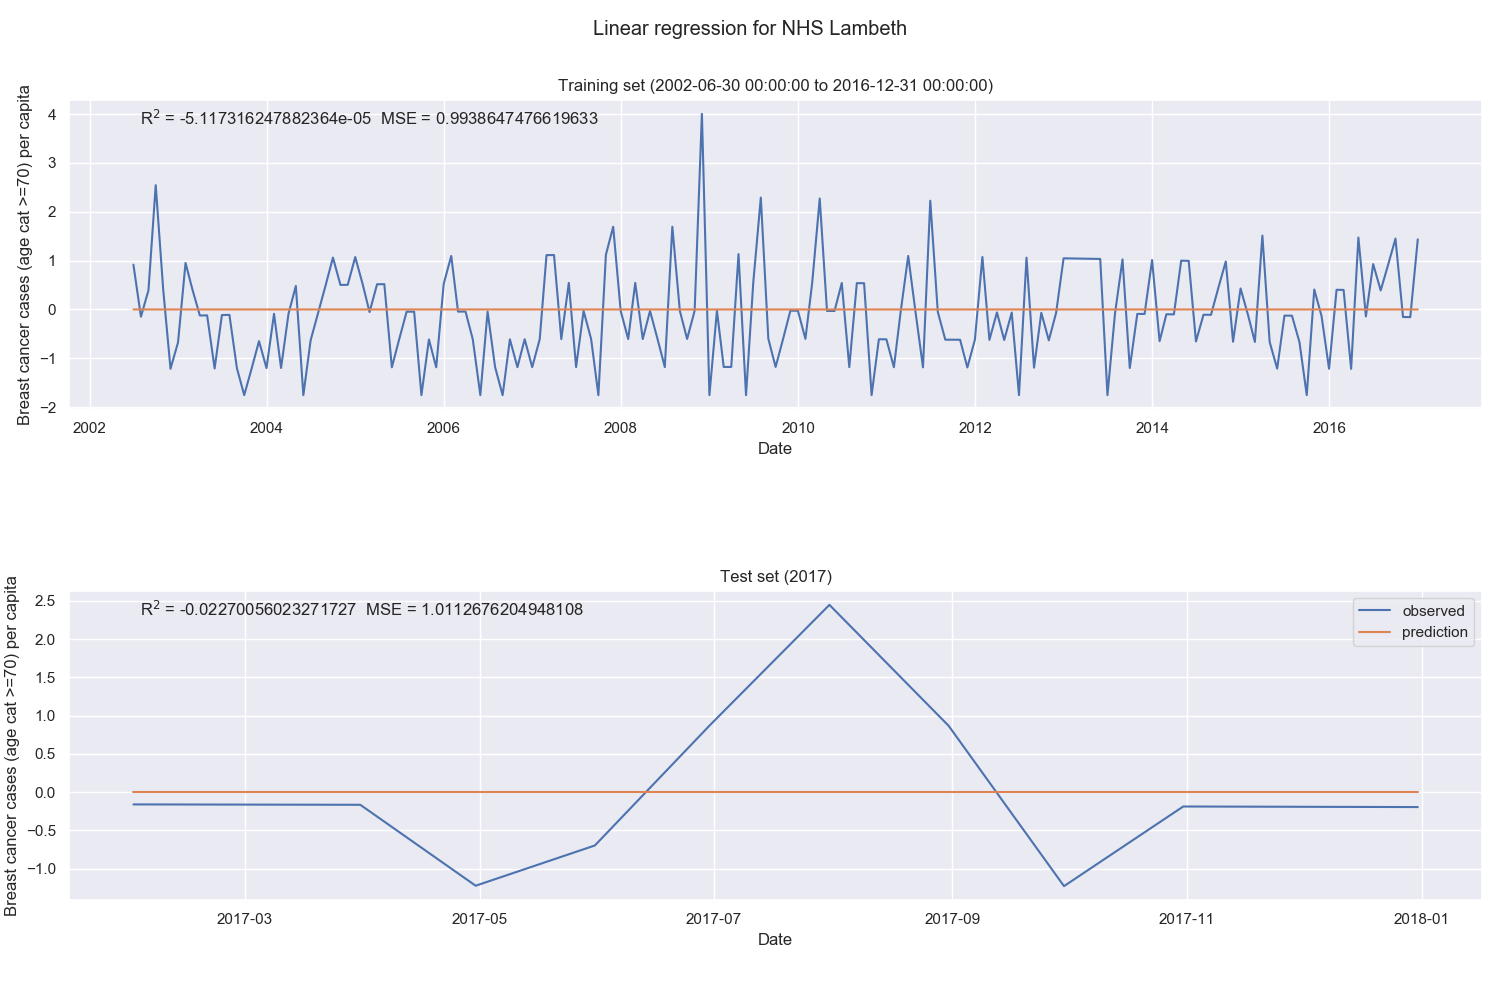 Linear regression for NHS Lambeth
Training set (2002-06-30 00:00:00 to 2016-12-31 00:00:00)
R² = -5.117316247882364e-05 MSE = 0.9938647476619633
Breast cancer cases (age cat >=70) per capita
4
3
2
1
0
−1
−2
2002 2004 2006 2008 2010 2012 2014 2016
Date
Test set (2017)
R² = -0.02270056023271727 MSE = 1.0112676204948108
observed
prediction
Breast cancer cases (age cat >=70) per capita
2.5
2.0
1.5
1.0
0.5
0.0
−0.5
−1.0
2017-03 2017-05 2017-07 2017-09 2017-11 2018-01
Date